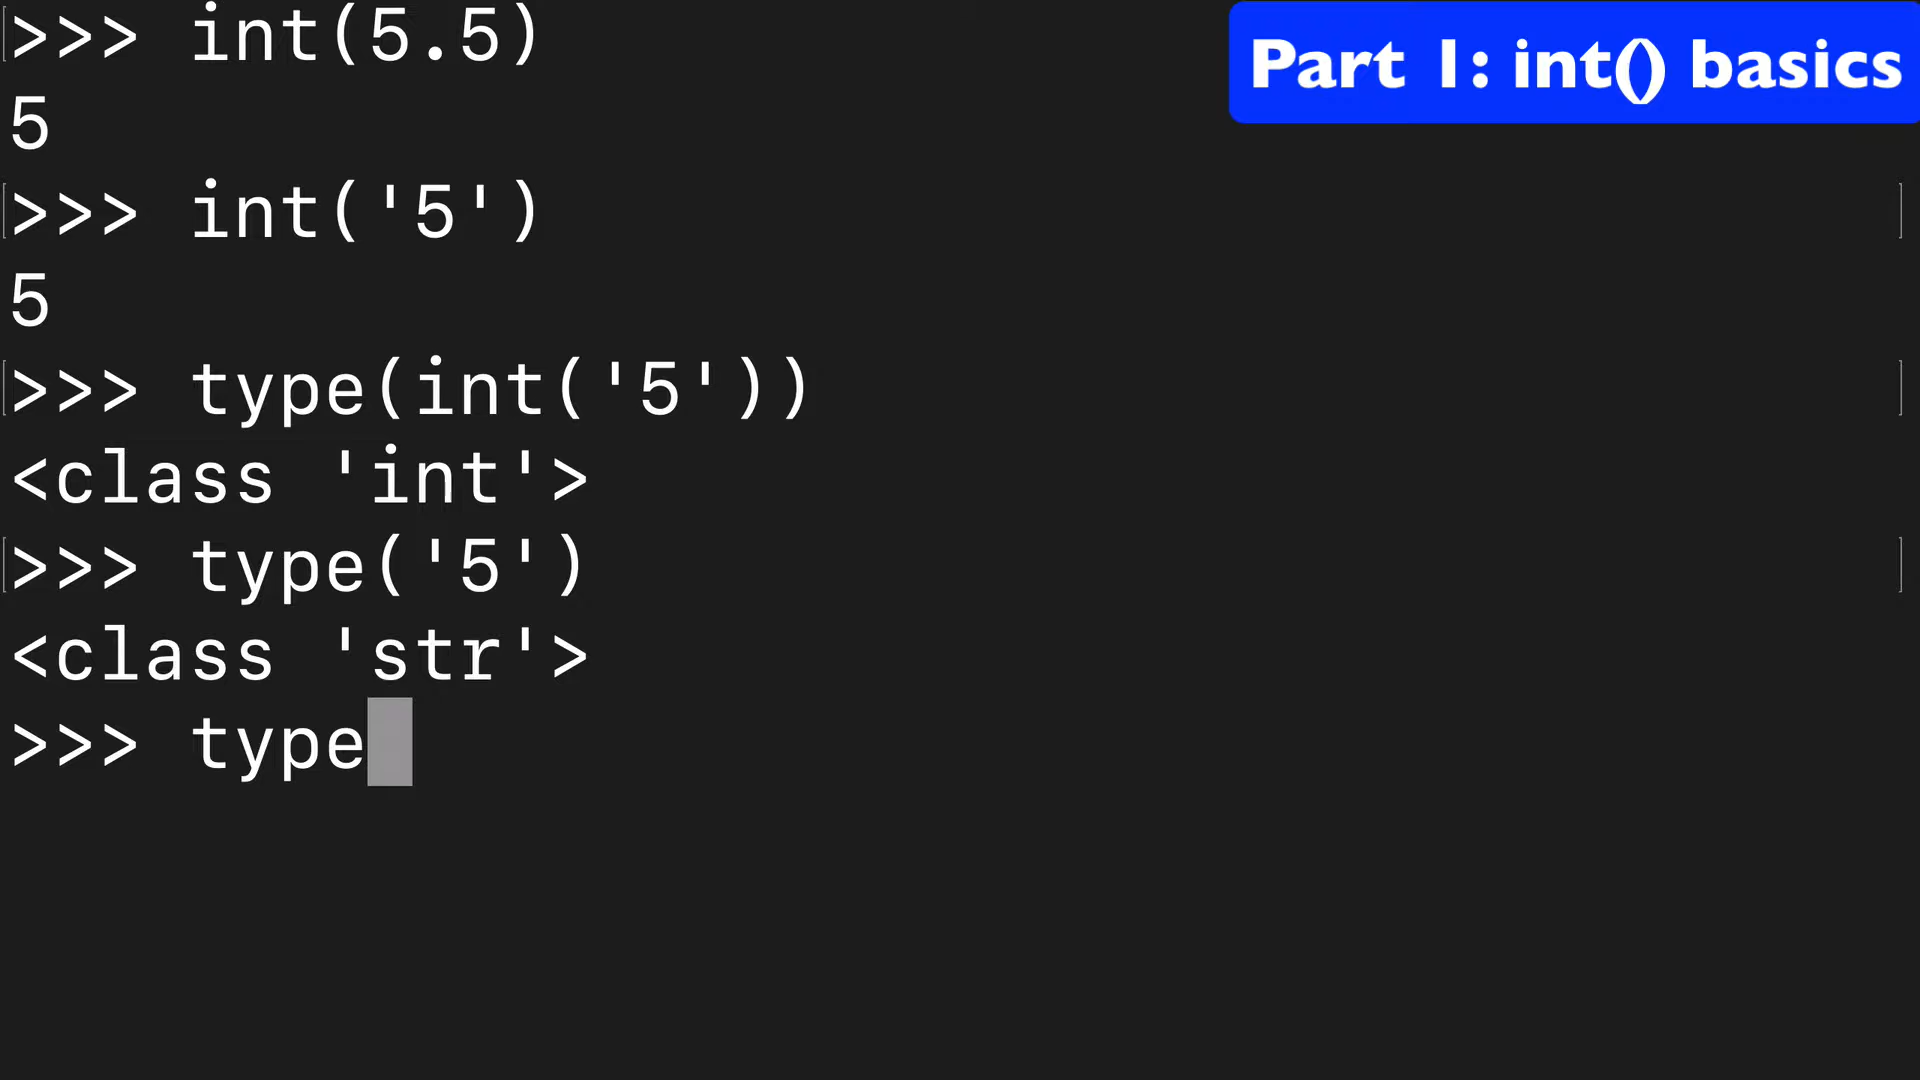 >>> int(5.5)
Part 1: int() basics
5
>>> int('5')
5
>>> type(int('5'))
<class 'int'>
>>> type('5')
<class 'str'>
>>> type